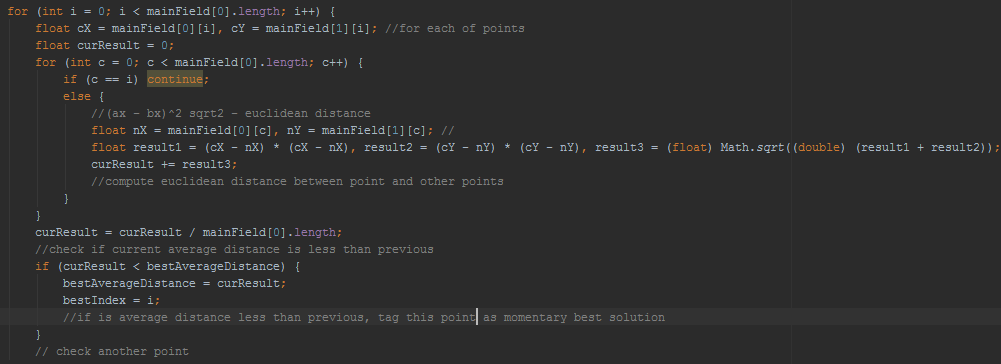 for (int i = 0; i < mainField[0].length; i++) {
float cX = mainField[0][i], cY = mainField[1][i]; //for each of points
float curResult = 0;
for (int c = 0; c < mainField[0].length; c++) {
if (c == i) continue;
else {
//(ax - bx)^2 sqrt2 - euclidean distance
float nX = mainField[0][c], nY = mainField[1][c]; //
float result1 = (cX - nX) * (cX - nX), result2 = (cY - nY) * (cY - nY), result3 = (float) Math.sqrt((double) (result1 + result2));
curResult += result3;
//compute euclidean distance between point and other points
}
}
curResult = curResult / mainField[0].length;
//check if current average distance is less than previous
if (curResult < bestAverageDistance) {
bestAverageDistance = curResult;
bestIndex = i;
//if is average distance less than previous, tag this point as momentary best solution
}
// check another point